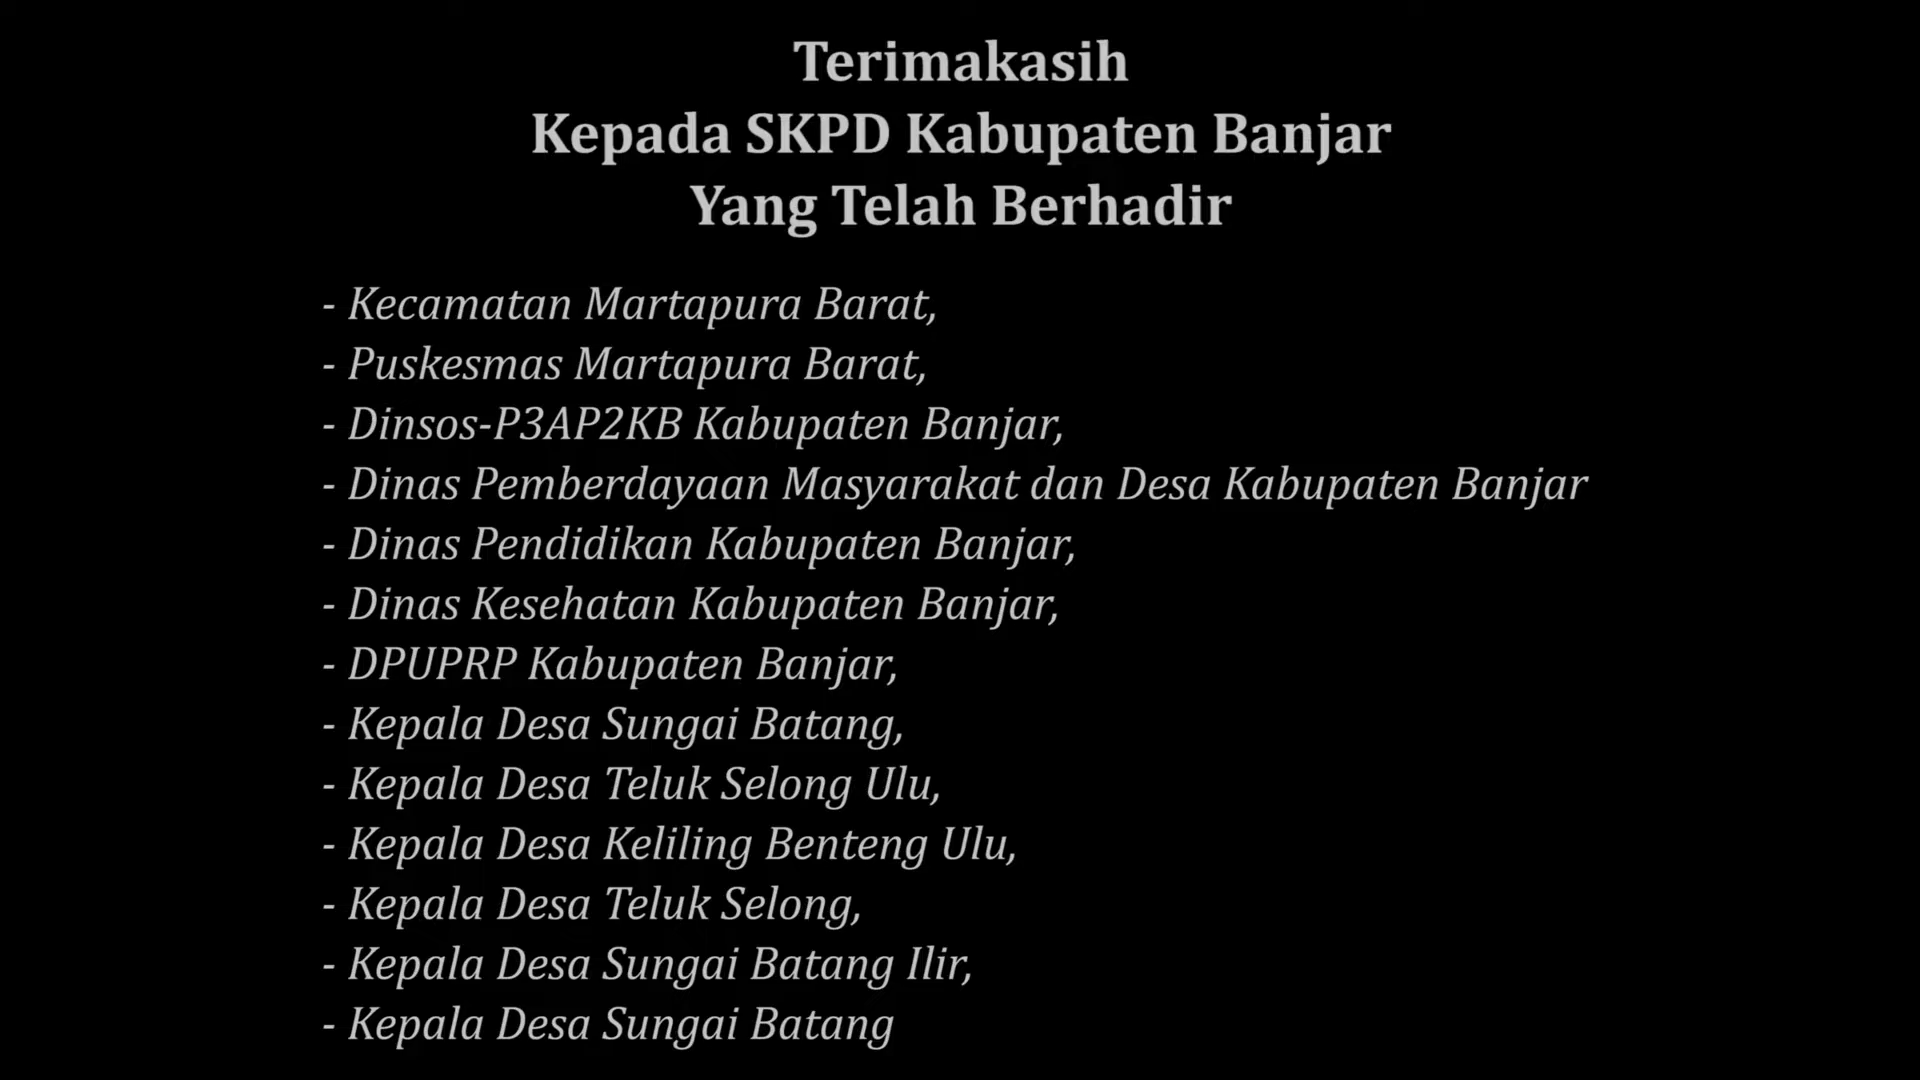 Terimakasih
Kepada SKPD Kabupaten Banjar
Yang Telah Berhadir
- Kecamatan Martapura Barat,
- Puskesmas Martapura Barat,
- Dinsos-P3AP2KB Kabupaten Banjar,
- Dinas Pemberdayaan Masyarakat dan Desa Kabupaten Banjar
- Dinas Pendidikan Kabupaten Banjar,
- Dinas Kesehatan Kabupaten Banjar,
- DPUPRP Kabupaten Banjar,
- Kepala Desa Sungai Batang,
- Kepala Desa Teluk Selong Ulu,
- Kepala Desa Keliling Benteng Ulu,
- Kepala Desa Teluk Selong,
- Kepala Desa Sungai Batang Ilir,
- Kepala Desa Sungai Batang